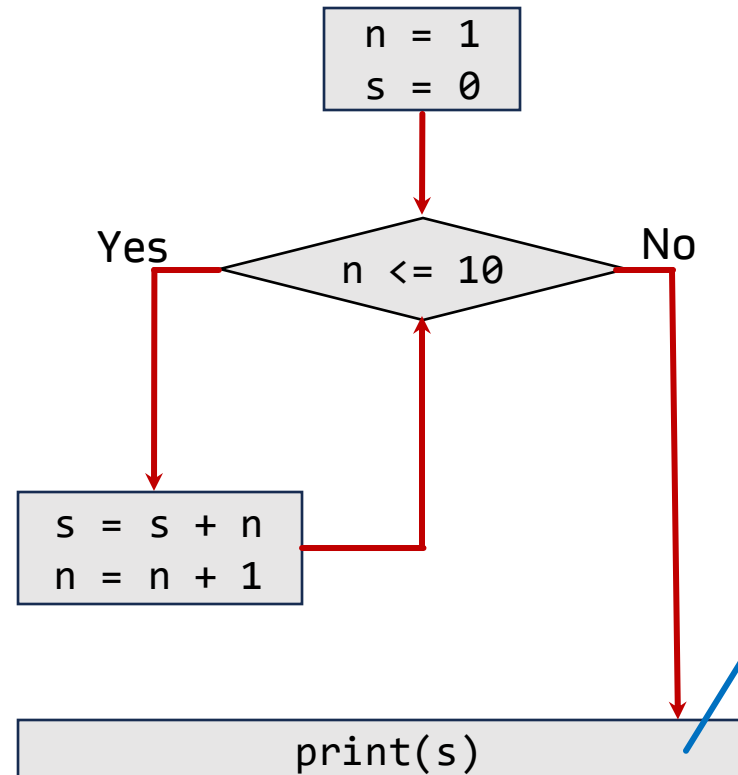 n = 1
s = 0
Yes
n <= 10
No
s = s + n
n = n + 1
print(s)